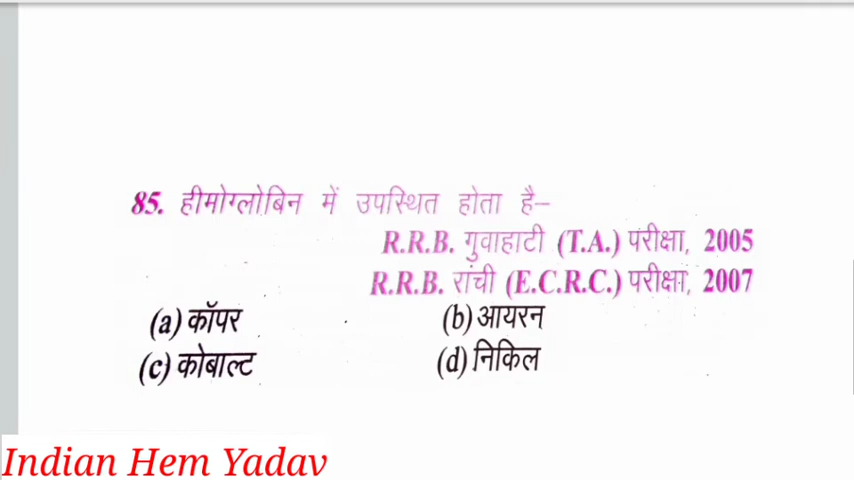 85. हीमोग्लोबिन में उपस्थित होता है–
R.R.B. गुवाहाटी (T.A.) परीक्षा, 2005
R.R.B. रांची (E.C.R.C.) परीक्षा, 2007
(a) कॉपर (b) आयरन
(c) कोबाल्ट (d) निकिल
Indian Hem Yadav